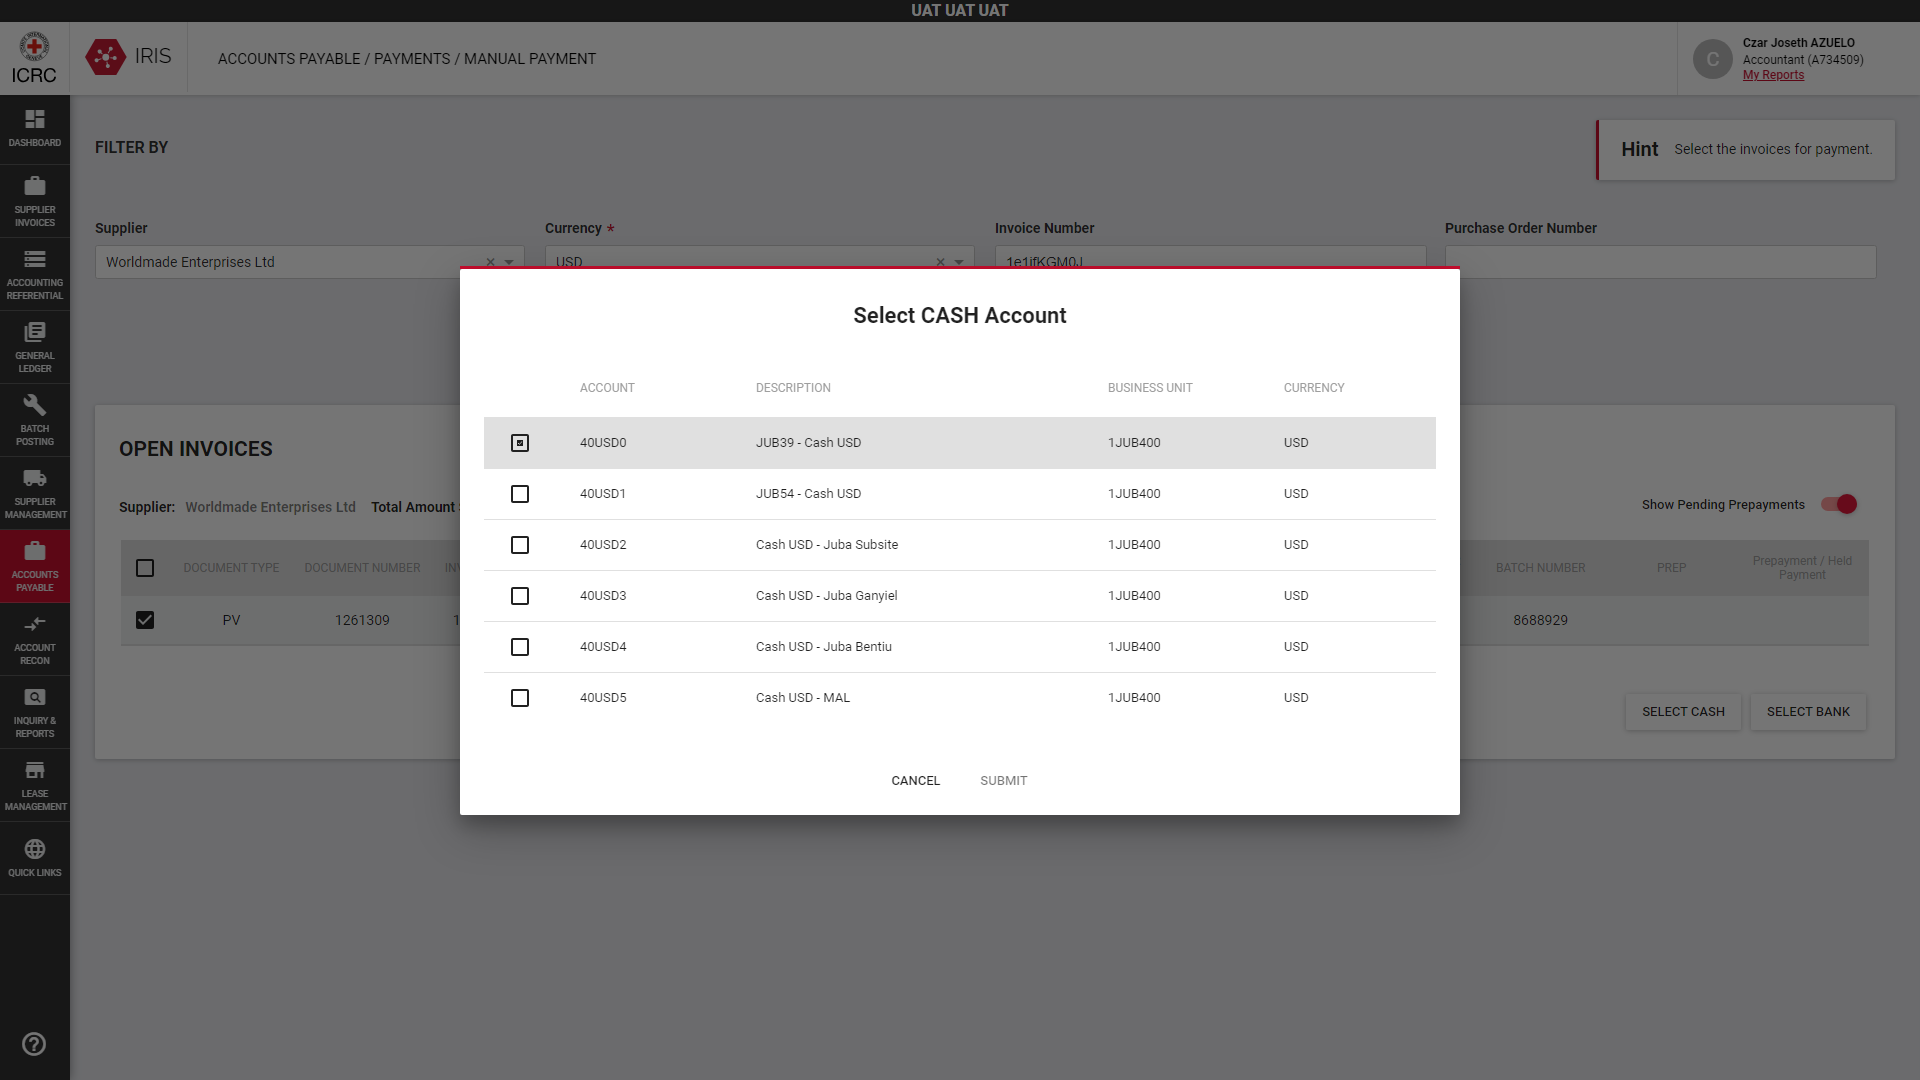 UAT UAT UAT
ICRC
IRIS
ACCOUNTS PAYABLE / PAYMENTS / MANUAL PAYMENT
C
Czar Joseth AZUELO
Accountant (A734509)
My Reports
DASHBOARD
SUPPLIER
INVOICES
ACCOUNTING
REFERENTIAL
GENERAL
LEDGER
BATCH
POSTING
SUPPLIER
MANAGEMENT
ACCOUNTS
PAYABLE
ACCOUNT
RECON
INQUIRY &
REPORTS
LEASE
MANAGEMENT
QUICK LINKS
FILTER BY
Hint Select the invoices for payment.
Supplier Currency * Invoice Number Purchase Order Number
Worldmade Enterprises Ltd USD
OPEN INVOICES
Supplier: Worldmade Enterprises Ltd Total Amount
Show Pending Prepayments
DOCUMENT TYPE DOCUMENT NUMBER BATCH NUMBER PREP Prepayment / Held
Payment
PV 1261309 8688929
SELECT CASH SELECT BANK
Select CASH Account
ACCOUNT DESCRIPTION BUSINESS UNIT CURRENCY
40USD0 JUB39 - Cash USD 1JUB400 USD
40USD1 JUB54 - Cash USD 1JUB400 USD
40USD2 Cash USD - Juba Subsite 1JUB400 USD
40USD3 Cash USD - Juba Ganyiel 1JUB400 USD
40USD4 Cash USD - Juba Bentiu 1JUB400 USD
40USD5 Cash USD - MAL 1JUB400 USD
CANCEL SUBMIT